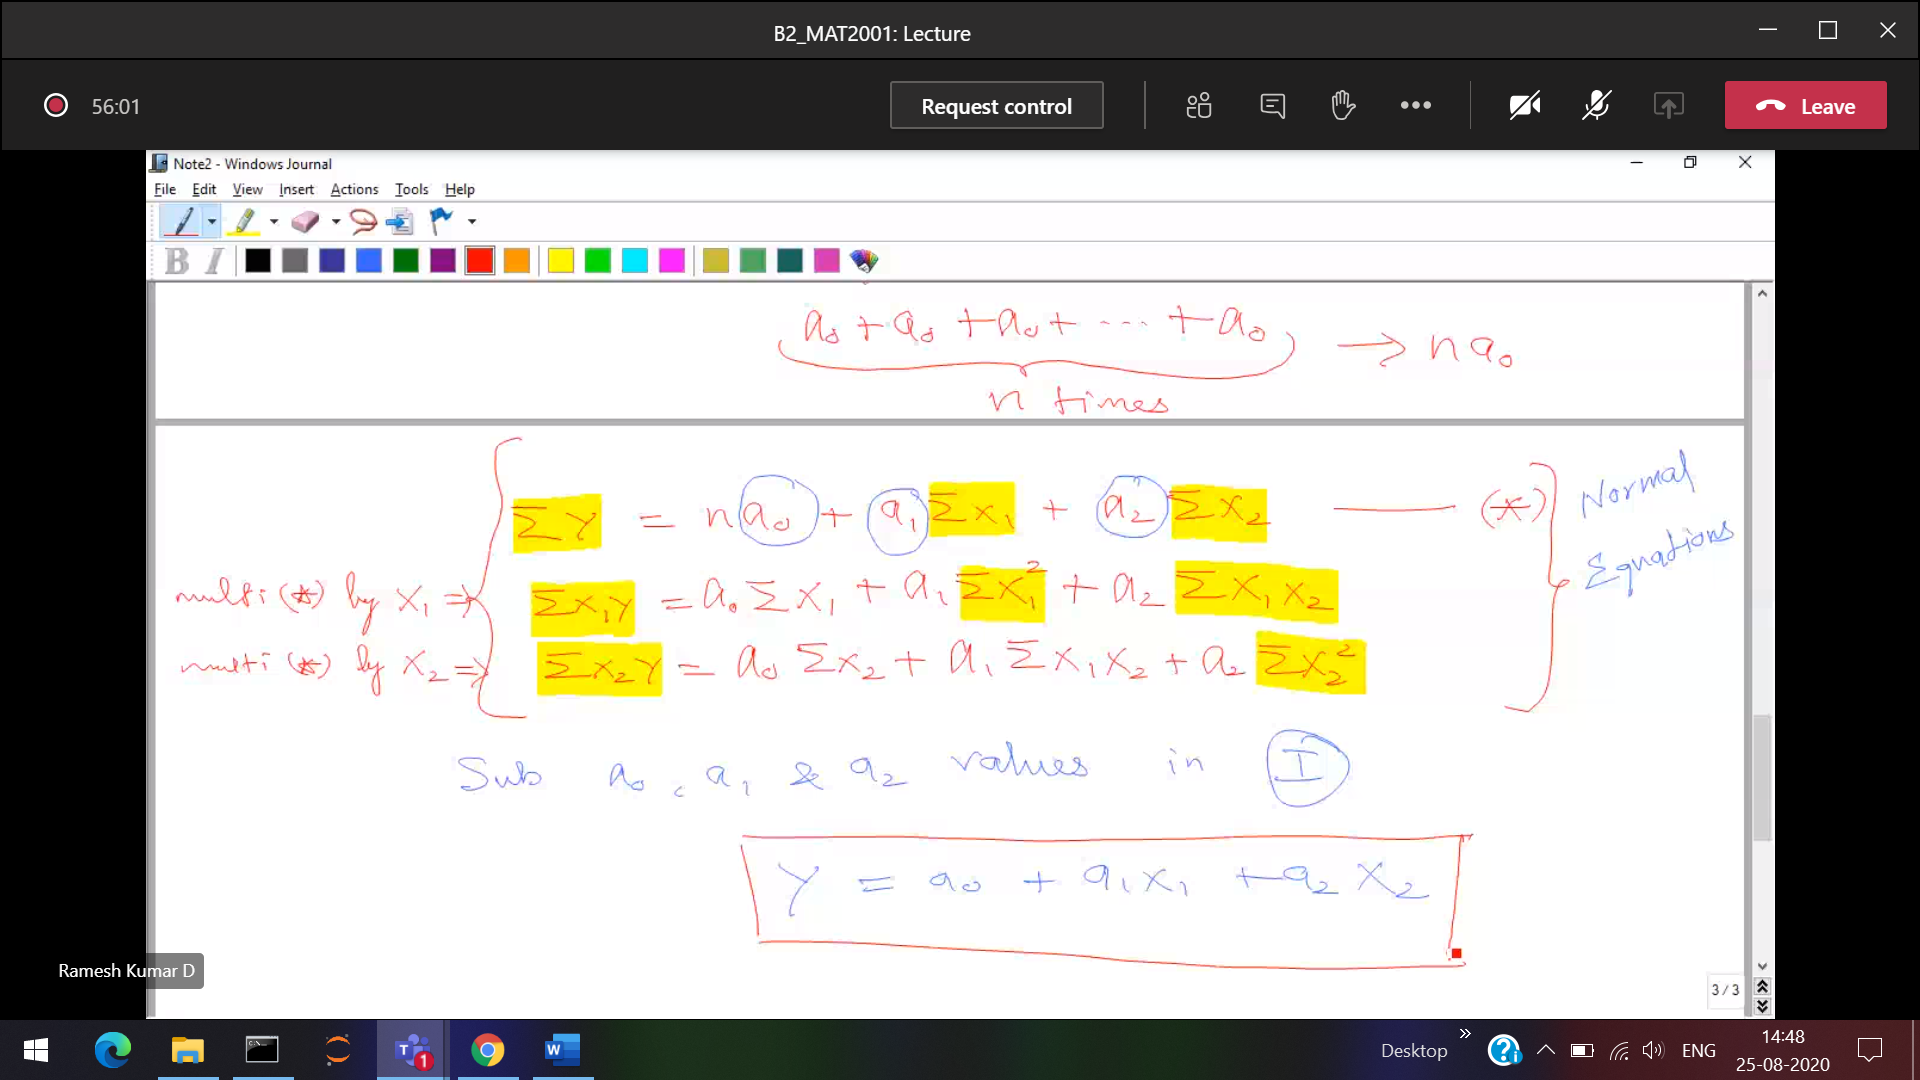 B2_MAT2001: Lecture
56:01
Request control
Leave
Note2 - Windows Journal
File Edit View Insert Actions Tools Help
B I
a₀ + a₀ + a₀ + ... + a₀ → na₀
n times
ΣY = na₀ + a₁ΣX₁ + a₂ΣX₂ —— (*)
Normal
Equations
multi (*) by X₁ ⇒ ΣX₁Y = a₀ΣX₁ + a₁ΣX₁² + a₂ΣX₁X₂
multi (*) by X₂ ⇒ ΣX₂Y = a₀ΣX₂ + a₁ΣX₁X₂ + a₂ΣX₂²
Sub a₀, a₁ & a₂ values in I
Y = a₀ + a₁X₁ + a₂X₂
Ramesh Kumar D
3 / 3
T 1
W
Desktop
ENG
14:48
25-08-2020